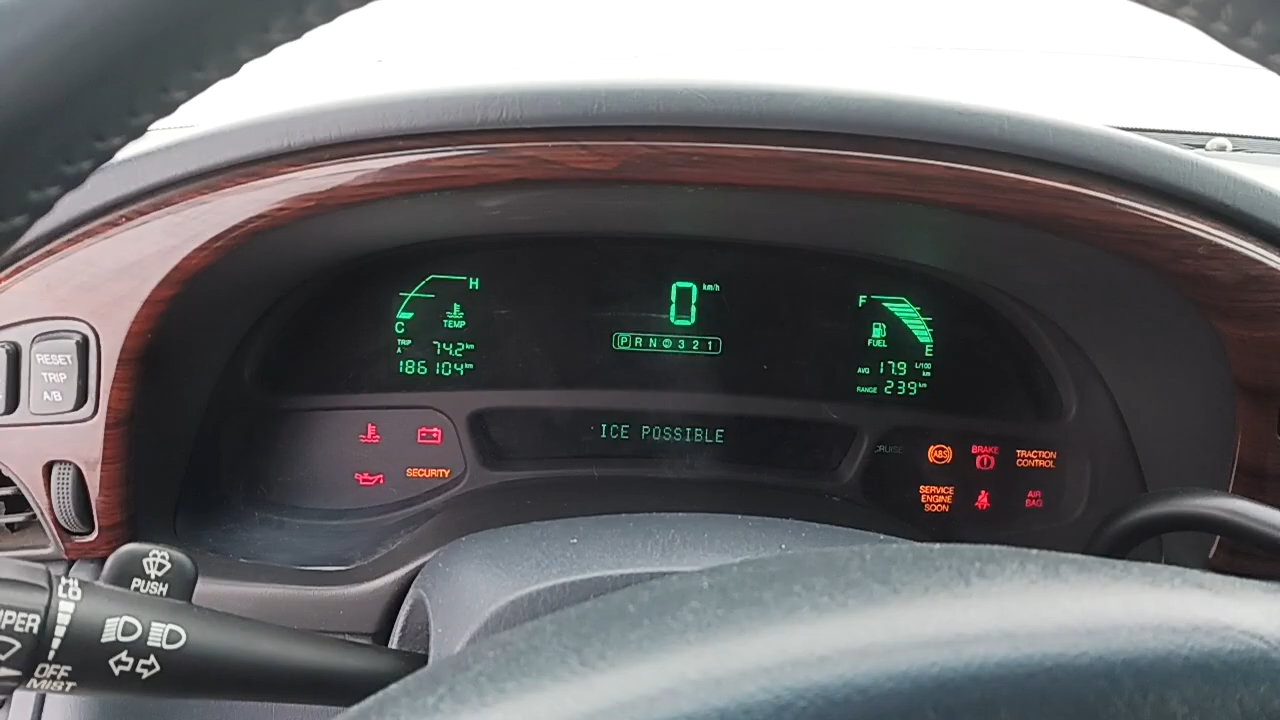 H
C
TEMP
TRIP
A
74.2 km
186104 km
0 km/h
P R N D 3 2 1
F
FUEL
E
AVG 17.9 L/100 km
RANGE 239 km
RESET
TRIP
A/B
SECURITY
ICE POSSIBLE
CRUISE
ABS
BRAKE
TRACTION
CONTROL
SERVICE
ENGINE
SOON
AIR
BAG
PUSH
IPER
OFF
MIST